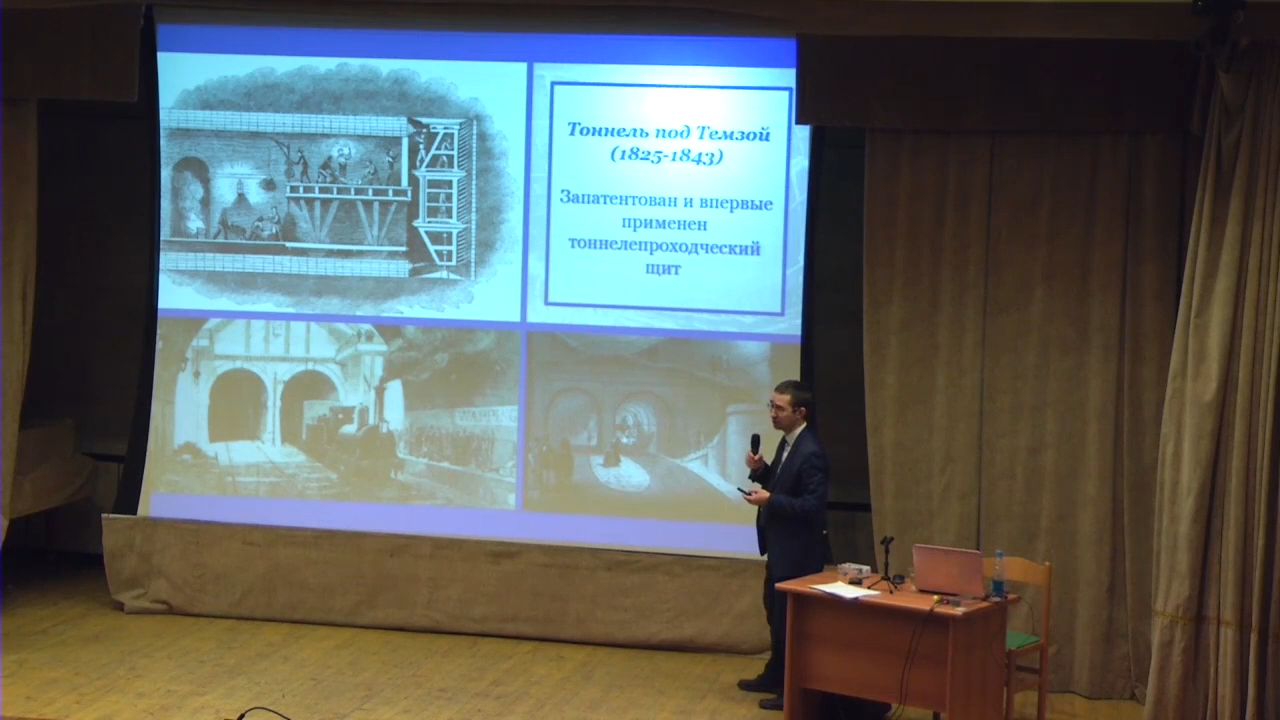 Тоннель под Темзой
(1825-1843)
Запатентован и впервые
применен
тоннелепроходческий
щит